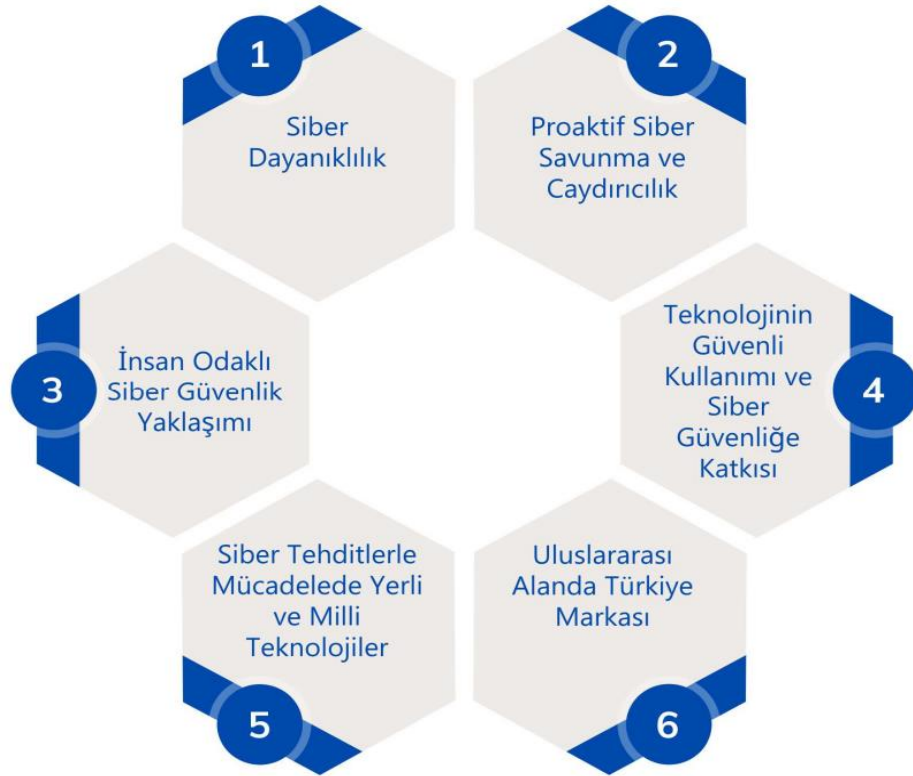 1
Siber
Dayanıklılık
2
Proaktif Siber
Savunma ve
Caydırıcılık
3
İnsan Odaklı
Siber Güvenlik
Yaklaşımı
4
Teknolojinin
Güvenli
Kullanımı ve
Siber
Güvenliğe
Katkısı
5
Siber Tehditlerle
Mücadelede Yerli
ve Milli
Teknolojiler
6
Uluslararası
Alanda Türkiye
Markası